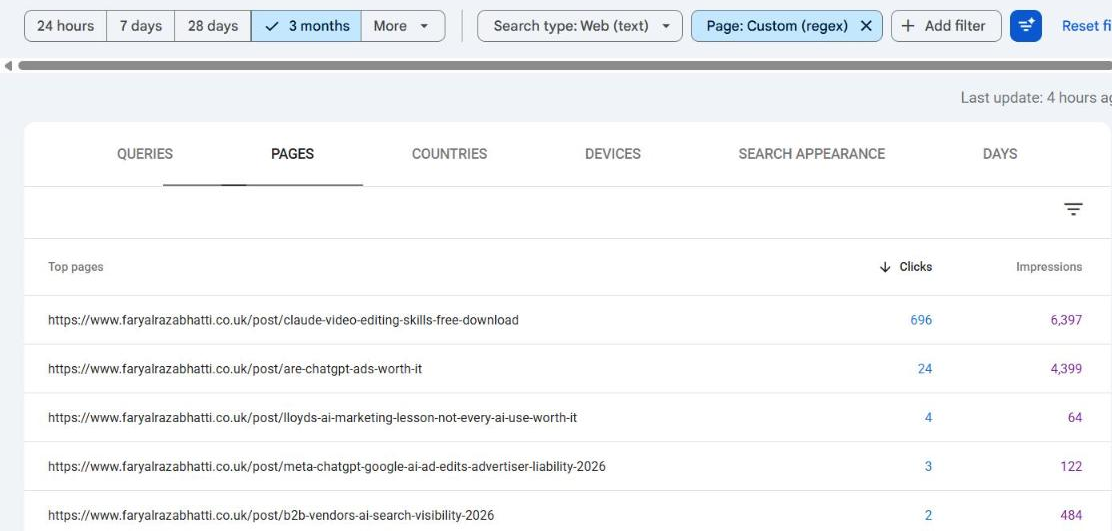 24 hours 7 days 28 days 3 months More Search type: Web (text) Page: Custom (regex) Add filter Reset fi
Last update: 4 hours ag
QUERIES PAGES COUNTRIES DEVICES SEARCH APPEARANCE DAYS
Top pages Clicks Impressions
https://www.faryalrazabhatti.co.uk/post/claude-video-editing-skills-free-download 696 6,397
https://www.faryalrazabhatti.co.uk/post/are-chatgpt-ads-worth-it 24 4,399
https://www.faryalrazabhatti.co.uk/post/lloyds-ai-marketing-lesson-not-every-ai-use-worth-it 4 64
https://www.faryalrazabhatti.co.uk/post/meta-chatgpt-google-ai-ad-edits-advertiser-liability-2026 3 122
https://www.faryalrazabhatti.co.uk/post/b2b-vendors-ai-search-visibility-2026 2 484